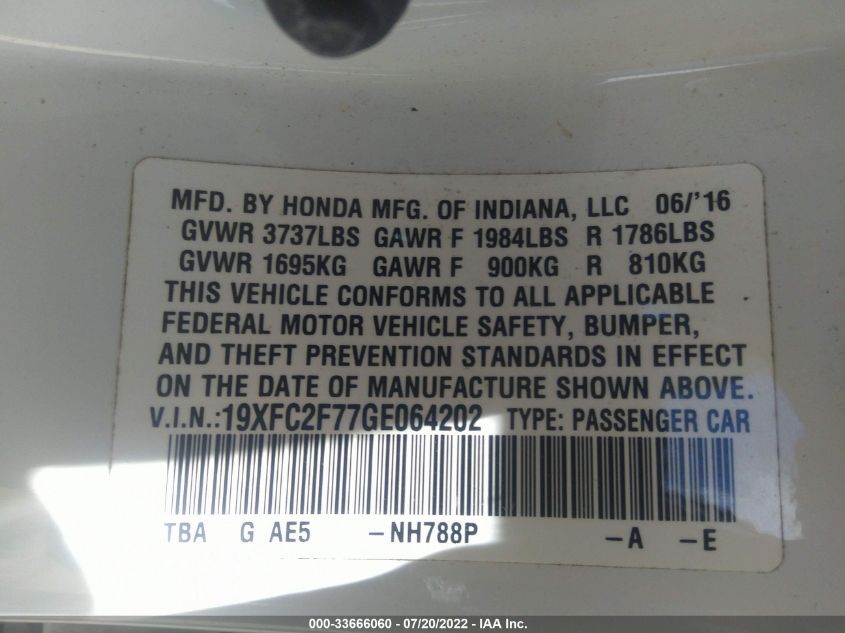 MFD. BY HONDA MFG. OF INDIANA, LLC 06/'16
GVWR 3737LBS GAWR F 1984LBS R 1786LBS
GVWR 1695KG GAWR F 900KG R 810KG
THIS VEHICLE CONFORMS TO ALL APPLICABLE
FEDERAL MOTOR VEHICLE SAFETY, BUMPER,
AND THEFT PREVENTION STANDARDS IN EFFECT
ON THE DATE OF MANUFACTURE SHOWN ABOVE.
V.I.N.:19XFC2F77GE064202 TYPE: PASSENGER CAR
TBA G AE5 -NH788P -A -E
000-33666060 - 07/20/2022 - IAA Inc.